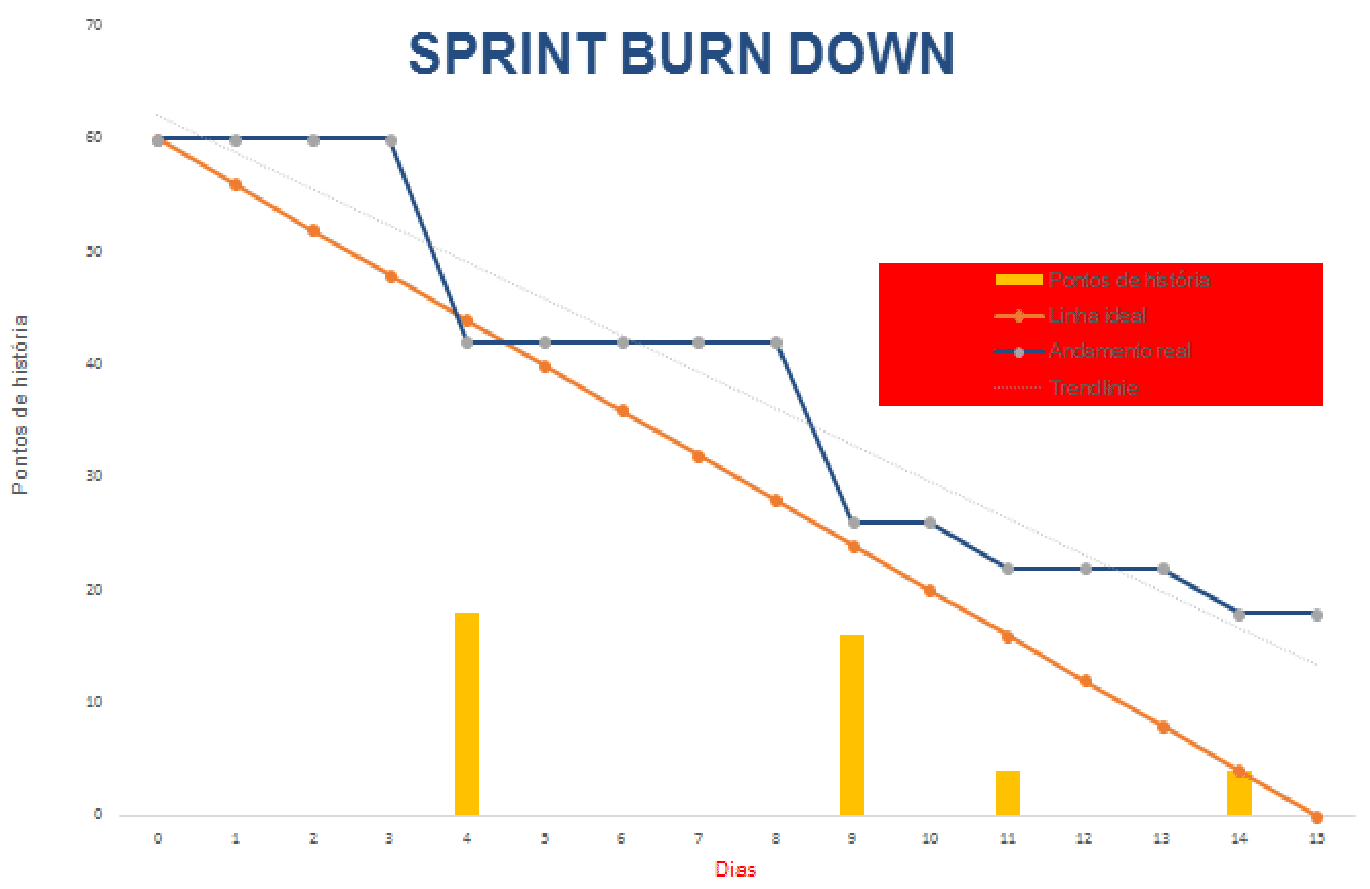 SPRINT BURN DOWN
70
60
50
40
30
20
10
0
Pontos de história
Pontos de história
Linha ideal
Andamento real
Trendlinie
0 1 2 3 4 5 6 7 8 9 10 11 12 13 14 15
Dias